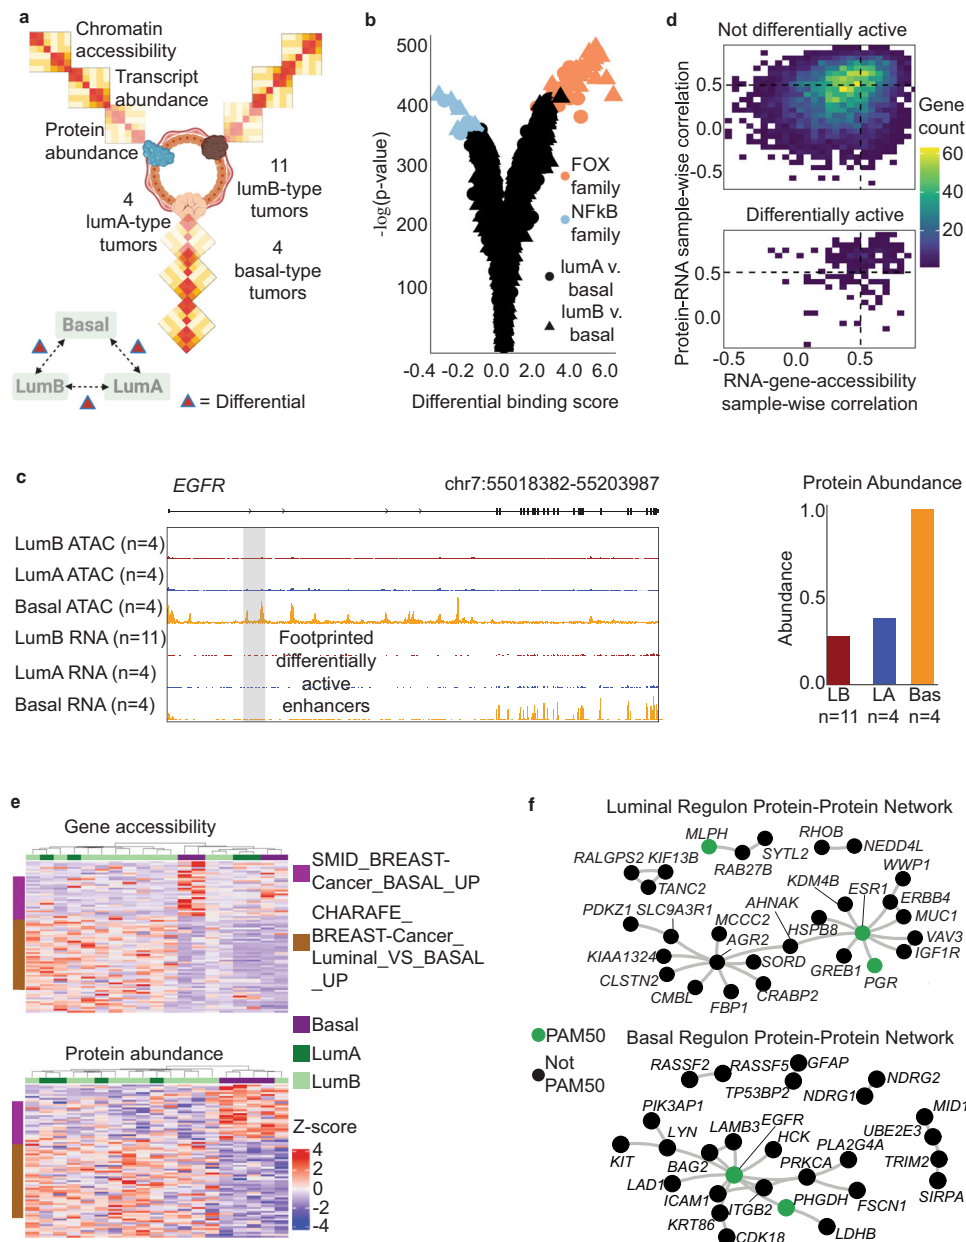 a
Chromatin
accessibility
Transcript
abundance
Protein
abundance
11
lumB-type
tumors
4
lumA-type
tumors
4
basal-type
tumors
Basal
LumB
LumA
= Differential
b
500
400
300
200
100
-log(p-value)
FOX
family
NFkB
family
lumA v.
basal
lumB v.
basal
-0.4 -0.2 0.0 2.0 4.0 6.0
Differential binding score
d
Not differentially active
0.5
0.0
-0.5
Differentially active
0.5
0.0
-0.5 0.0 0.5
Protein-RNA sample-wise correlation
RNA-gene-accessibility
sample-wise correlation
Gene
count
60
40
20
c
EGFR
chr7:55018382-55203987
LumB ATAC (n=4)
LumA ATAC (n=4)
Basal ATAC (n=4)
LumB RNA (n=11)
LumA RNA (n=4)
Basal RNA (n=4)
Footprinted
differentially
active
enhancers
Protein Abundance
1.0
0.5
0.0
Abundance
LB LA Bas
n=11 n=4 n=4
e
Gene accessibility
SMID_BREAST-
Cancer_BASAL_UP
CHARAFE_
BREAST-Cancer_
Luminal_VS_BASAL
_UP
Basal
LumA
LumB
Protein abundance
Z-score
4
2
0
-2
-4
f
Luminal Regulon Protein-Protein Network
MLPH
RAB27B
SYTL2
RHOB
NEDD4L
RALGPS2
KIF13B
TANC2
WWP1
KDM4B
ESR1
ERBB4
MUC1
VAV3
IGF1R
PGR
GREB1
HSPB8
AHNAK
PDKZ1
SLC9A3R1
MCCC2
AGR2
KIAA1324
SORD
CLSTN2
CMBL
FBP1
CRABP2
PAM50
Not
PAM50
Basal Regulon Protein-Protein Network
RASSF2
RASSF5
GFAP
TP53BP2
NDRG1
NDRG2
MID1
UBE2E3
TRIM2
SIRPA
PIK3AP1
LYN
KIT
LAMB3
EGFR
HCK
BAG2
LAD1
PLA2G4A
PRKCA
ICAM1
ITGB2
PHGDH
FSCN1
KRT86
CDK18
LDHB